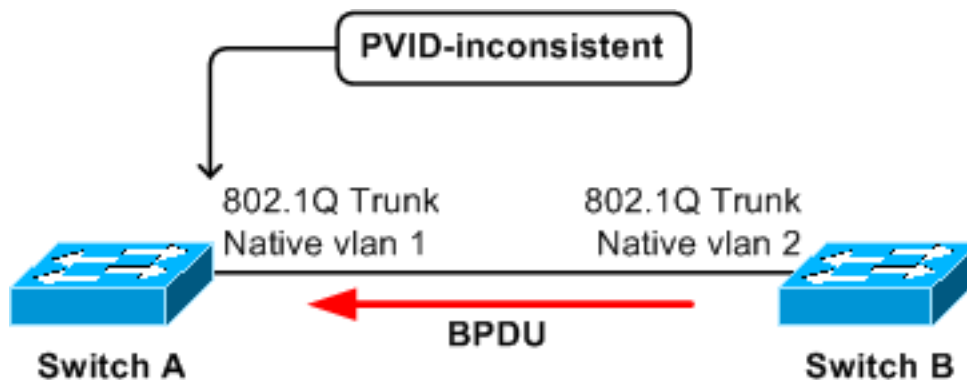 PVID-inconsistent
802.1Q Trunk
Native vlan 1
802.1Q Trunk
Native vlan 2
BPDU
Switch A
Switch B